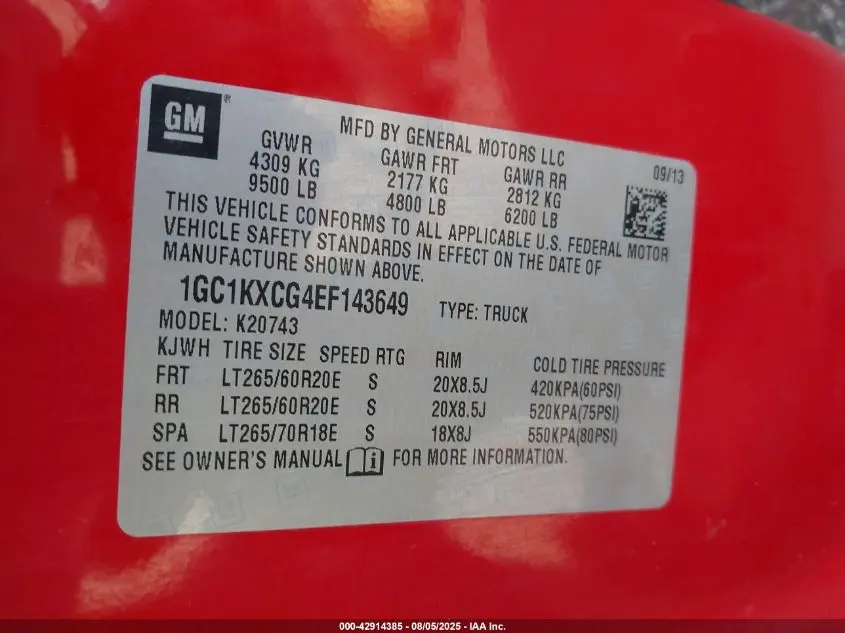 GM®
MFD BY GENERAL MOTORS LLC
09/13
GVWR GAWR FRT GAWR RR
4309 KG 2177 KG 2812 KG
9500 LB 4800 LB 6200 LB
THIS VEHICLE CONFORMS TO ALL APPLICABLE U.S. FEDERAL MOTOR
VEHICLE SAFETY STANDARDS IN EFFECT ON THE DATE OF
MANUFACTURE SHOWN ABOVE.
1GC1KXCG4EF143649 TYPE: TRUCK
MODEL: K20743
KJWH TIRE SIZE SPEED RTG RIM COLD TIRE PRESSURE
FRT LT265/60R20E S 20X8.5J 420KPA(60PSI)
RR LT265/60R20E S 20X8.5J 520KPA(75PSI)
SPA LT265/70R18E S 18X8J 550KPA(80PSI)
SEE OWNER'S MANUAL i FOR MORE INFORMATION.
000-42914385 - 08/05/2025 - IAA Inc.